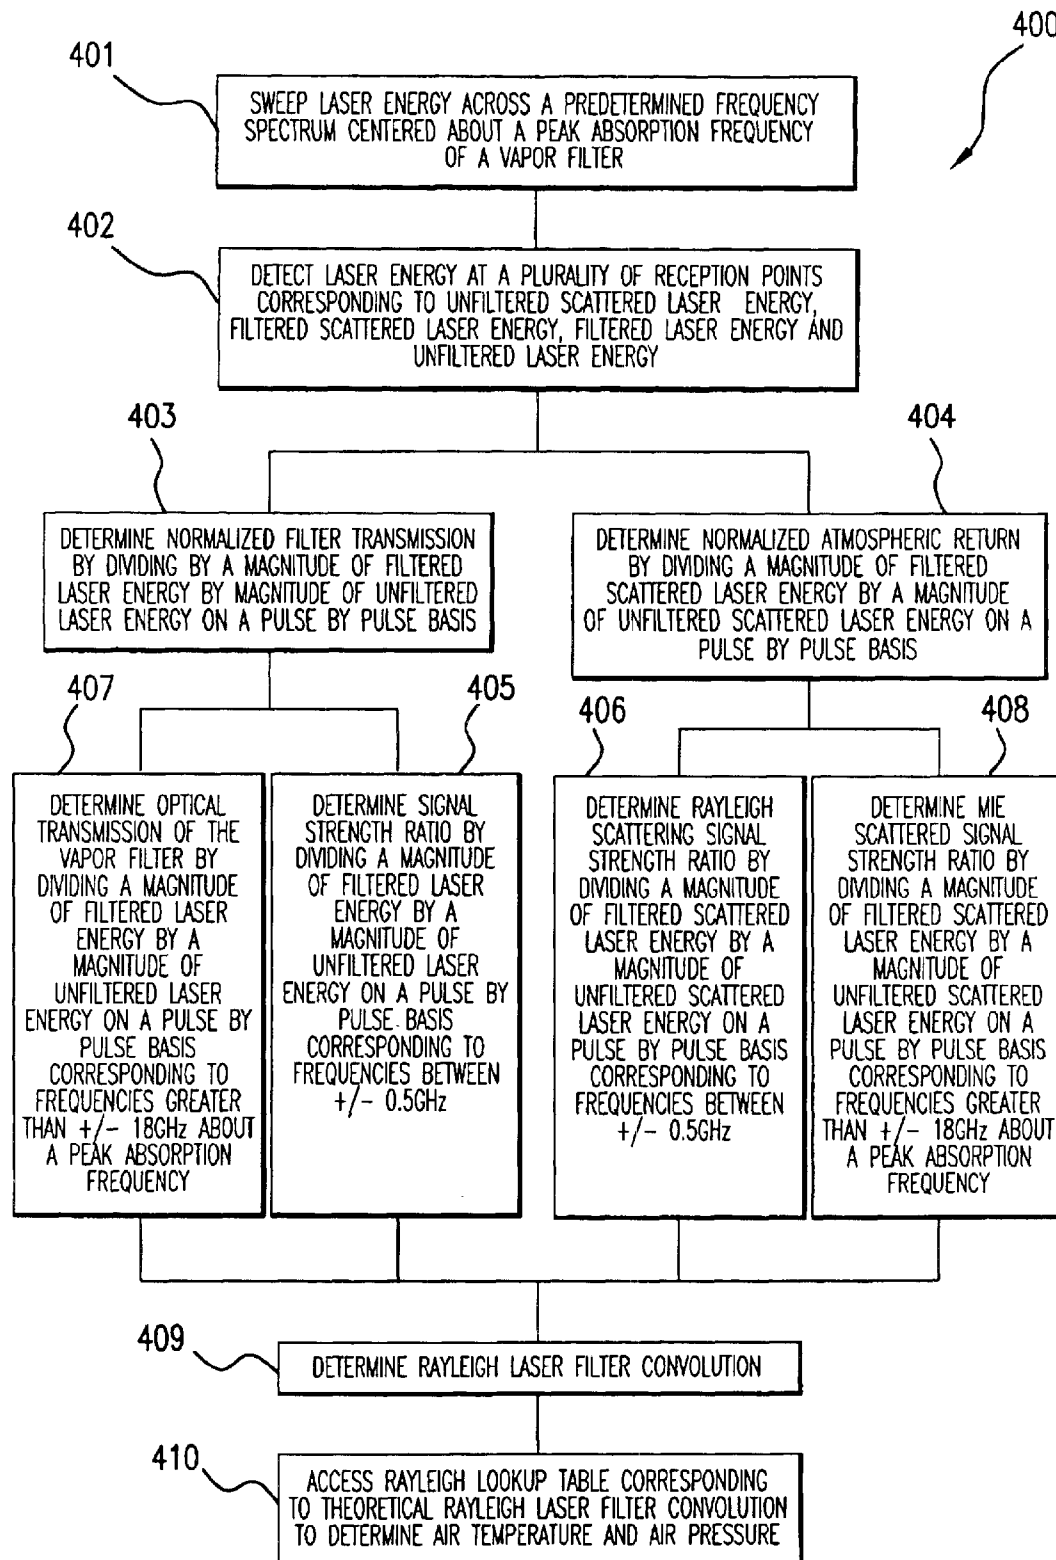 400
401
SWEEP LASER ENERGY ACROSS A PREDETERMINED FREQUENCY
SPECTRUM CENTERED ABOUT A PEAK ABSORPTION FREQUENCY
OF A VAPOR FILTER
402
DETECT LASER ENERGY AT A PLURALITY OF RECEPTION POINTS
CORRESPONDING TO UNFILTERED SCATTERED LASER ENERGY,
FILTERED SCATTERED LASER ENERGY, FILTERED LASER ENERGY AND
UNFILTERED LASER ENERGY
403
DETERMINE NORMALIZED FILTER TRANSMISSION
BY DIVIDING BY A MAGNITUDE OF FILTERED
LASER ENERGY BY MAGNITUDE OF UNFILTERED
LASER ENERGY ON A PULSE BY PULSE BASIS
404
DETERMINE NORMALIZED ATMOSPHERIC RETURN
BY DIVIDING A MAGNITUDE OF FILTERED
SCATTERED LASER ENERGY BY A MAGNITUDE
OF UNFILTERED SCATTERED LASER ENERGY ON A
PULSE BY PULSE BASIS
407
DETERMINE OPTICAL
TRANSMISSION OF THE
VAPOR FILTER BY
DIVIDING A MAGNITUDE
OF FILTERED LASER
ENERGY BY A
MAGNITUDE OF
UNFILTERED LASER
ENERGY ON A PULSE BY
PULSE BASIS
CORRESPONDING TO
FREQUENCIES GREATER
THAN +/- 18GHz ABOUT
A PEAK ABSORPTION
FREQUENCY
405
DETERMINE SIGNAL
STRENGTH RATIO BY
DIVIDING A MAGNITUDE
OF FILTERED LASER
ENERGY BY A
MAGNITUDE OF
UNFILTERED LASER
ENERGY ON A PULSE BY
PULSE BASIS
CORRESPONDING TO
FREQUENCIES BETWEEN
+/- 0.5GHz
406
DETERMINE RAYLEIGH
SCATTERING SIGNAL
STRENGTH RATIO BY
DIVIDING A MAGNITUDE
OF FILTERED SCATTERED
LASER ENERGY BY A
MAGNITUDE OF
UNFILTERED SCATTERED
LASER ENERGY ON A
PULSE BY PULSE BASIS
CORRESPONDING TO
FREQUENCIES BETWEEN
+/- 0.5GHz
408
DETERMINE MIE
SCATTERED SIGNAL
STRENGTH RATIO BY
DIVIDING A MAGNITUDE
OF FILTERED SCATTERED
LASER ENERGY BY A
MAGNITUDE OF
UNFILTERED SCATTERED
LASER ENERGY ON A
PULSE BY PULSE BASIS
CORRESPONDING TO
FREQUENCIES GREATER
THAN +/- 18GHz ABOUT
A PEAK ABSORPTION
FREQUENCY
409
DETERMINE RAYLEIGH LASER FILTER CONVOLUTION
410
ACCESS RAYLEIGH LOOKUP TABLE CORRESPONDING
TO THEORETICAL RAYLEIGH LASER FILTER CONVOLUTION
TO DETERMINE AIR TEMPERATURE AND AIR PRESSURE